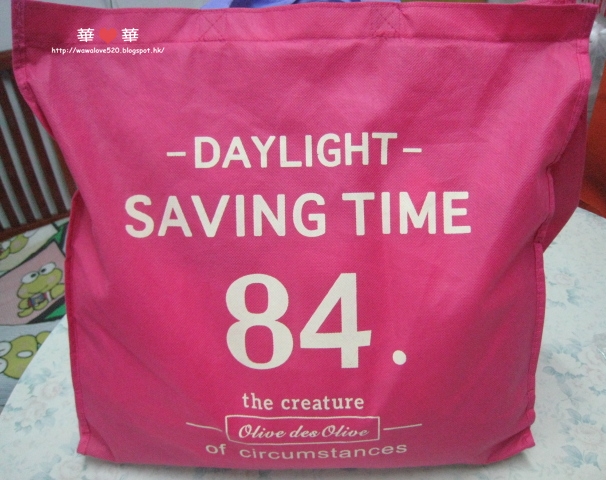 華❤華
http://wawalove520.blogspot.hk/
-DAYLIGHT-
SAVING TIME
84.
the creature
Olive des Olive
of circumstances